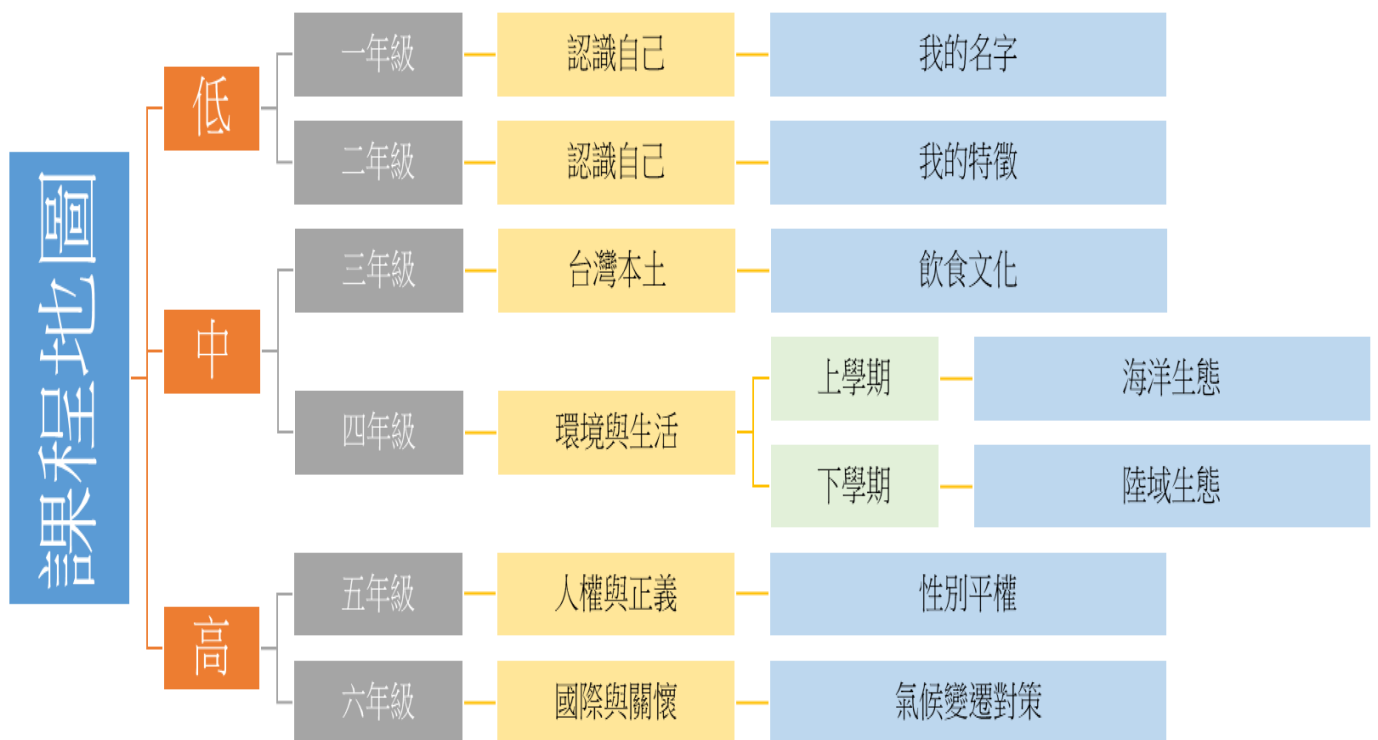 課程地圖
低
一年級
認識自己
我的名字
二年級
認識自己
我的特徵
中
三年級
台灣本土
飲食文化
四年級
環境與生活
上學期
海洋生態
下學期
陸域生態
高
五年級
人權與正義
性別平權
六年級
國際與關懷
氣候變遷對策